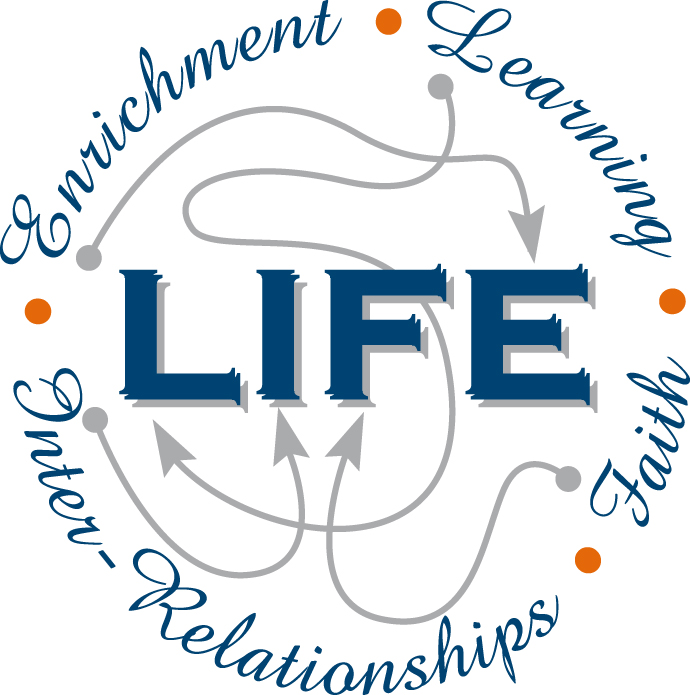 Enrichment • Learning
LIFE
Faith
Inter-Relationships